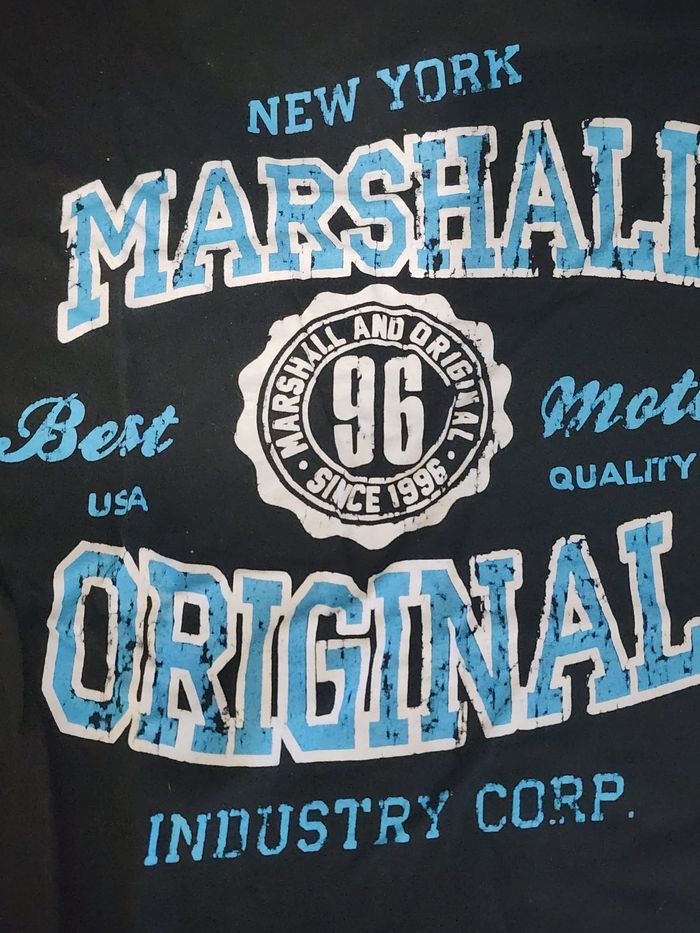 NEW YORK
MARSHALL
MARSHALL AND ORIGINAL
96
· SINCE 1996 ·
Best
USA
QUALITY
ORIGINAL
INDUSTRY CORP.